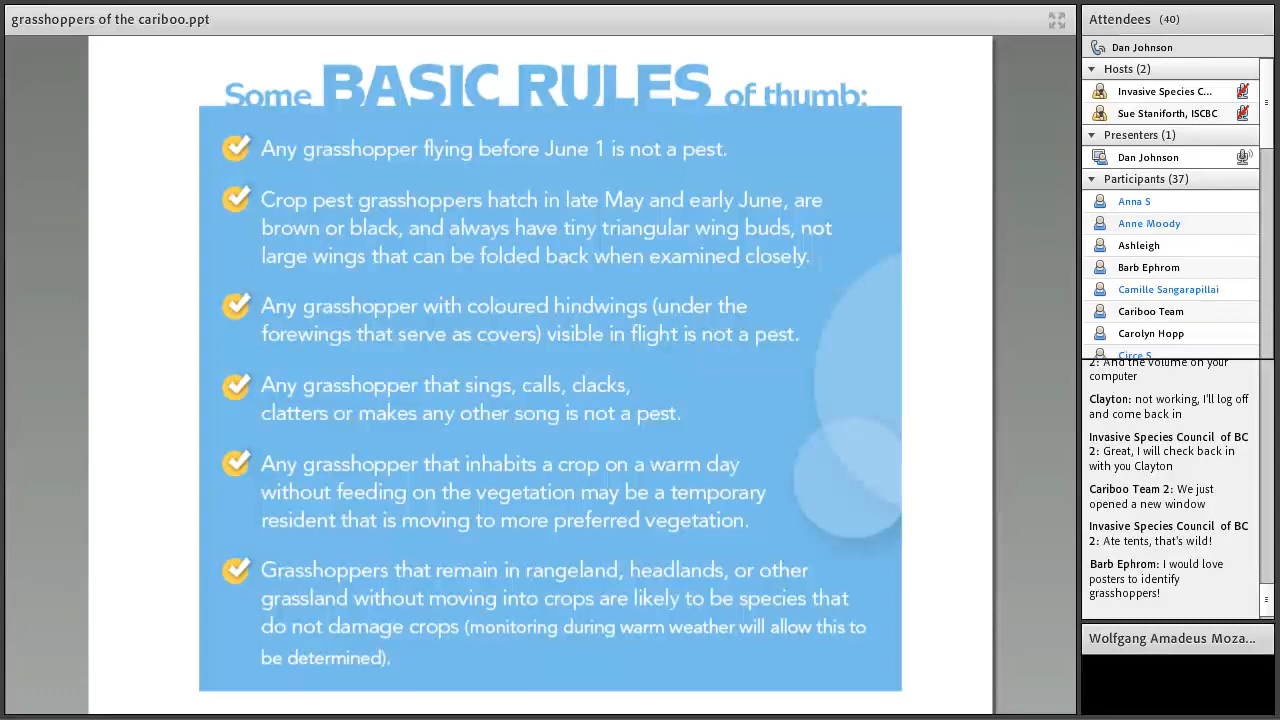 grasshoppers of the cariboo.ppt
Some BASIC RULES of thumb:
Any grasshopper flying before June 1 is not a pest.
Crop pest grasshoppers hatch in late May and early June, are
brown or black, and always have tiny triangular wing buds, not
large wings that can be folded back when examined closely.
Any grasshopper with coloured hindwings (under the
forewings that serve as covers) visible in flight is not a pest.
Any grasshopper that sings, calls, clacks,
clatters or makes any other song is not a pest.
Any grasshopper that inhabits a crop on a warm day
without feeding on the vegetation may be a temporary
resident that is moving to more preferred vegetation.
Grasshoppers that remain in rangeland, headlands, or other
grassland without moving into crops are likely to be species that
do not damage crops (monitoring during warm weather will allow this to
be determined).
Attendees (40)
Dan Johnson
Hosts (2)
Invasive Species C...
Sue Staniforth, ISCBC
Presenters (1)
Dan Johnson
Participants (37)
Anna S
Anne Moody
Ashleigh
Barb Ephrom
Camille Sangarapillai
Cariboo Team
Carolyn Hopp
Circe S
2: And the volume on your
computer
Clayton: not working, I'll log off
and come back in
Invasive Species Council of BC
2: Great, I will check back in
with you Clayton
Cariboo Team 2: We just
opened a new window
Invasive Species Council of BC
2: Ate tents, that's wild!
Barb Ephrom: I would love
posters to identify
grasshoppers!
Wolfgang Amadeus Moza...